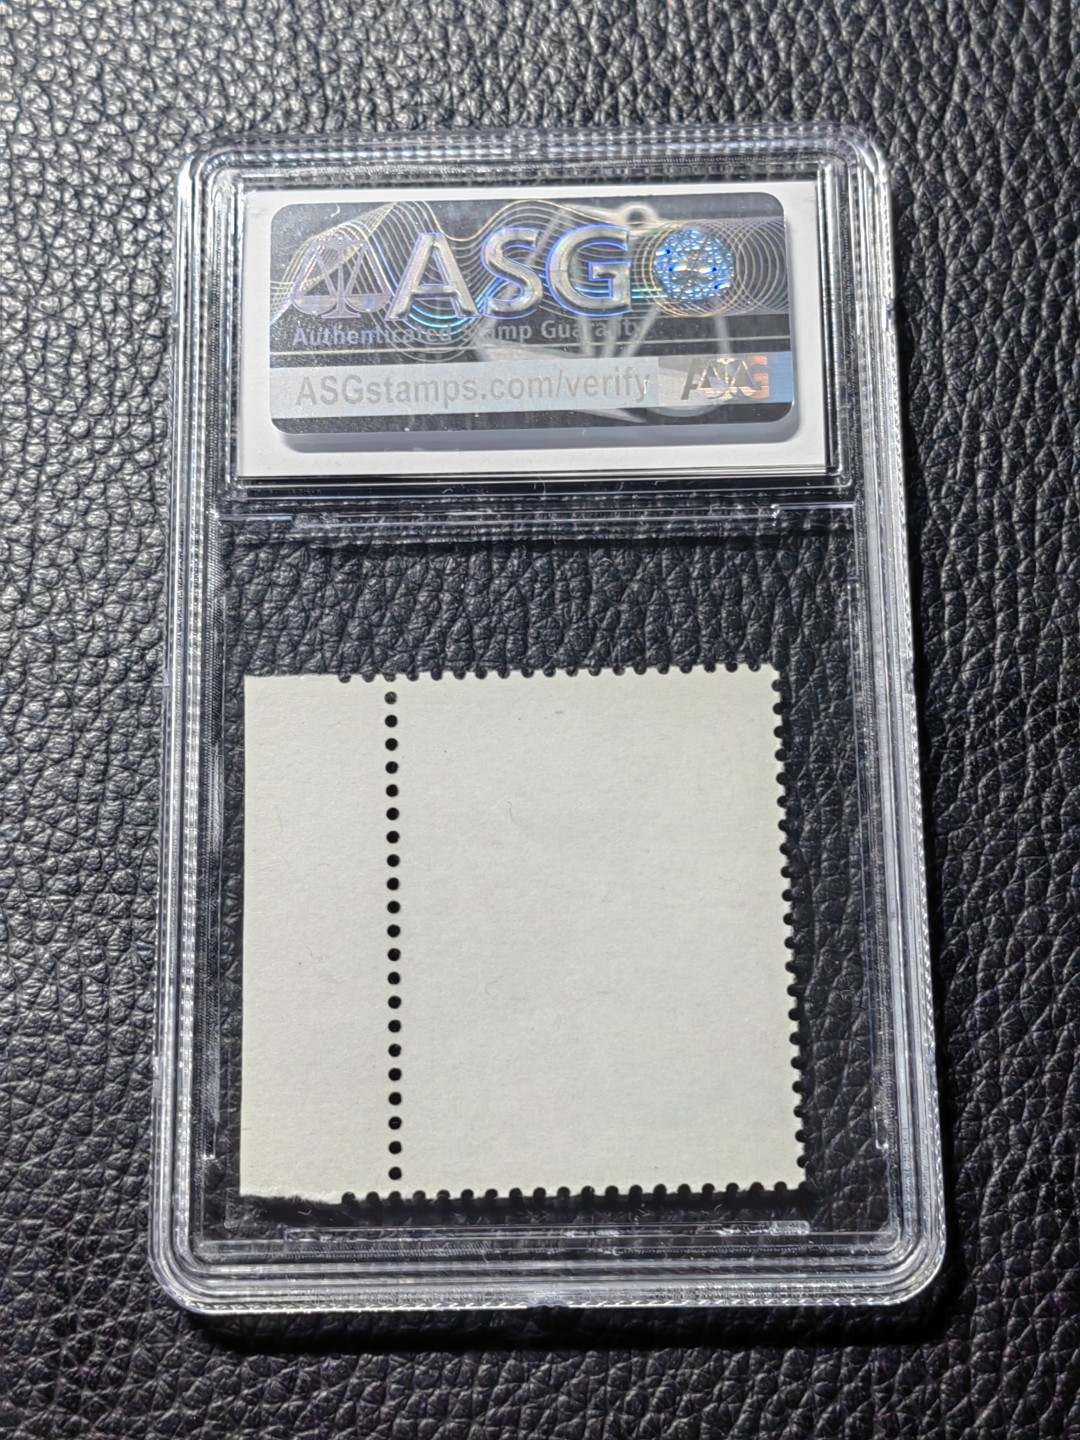 ASG
Authenticated Stamp Guaranty
ASGstamps.com/verify ASG